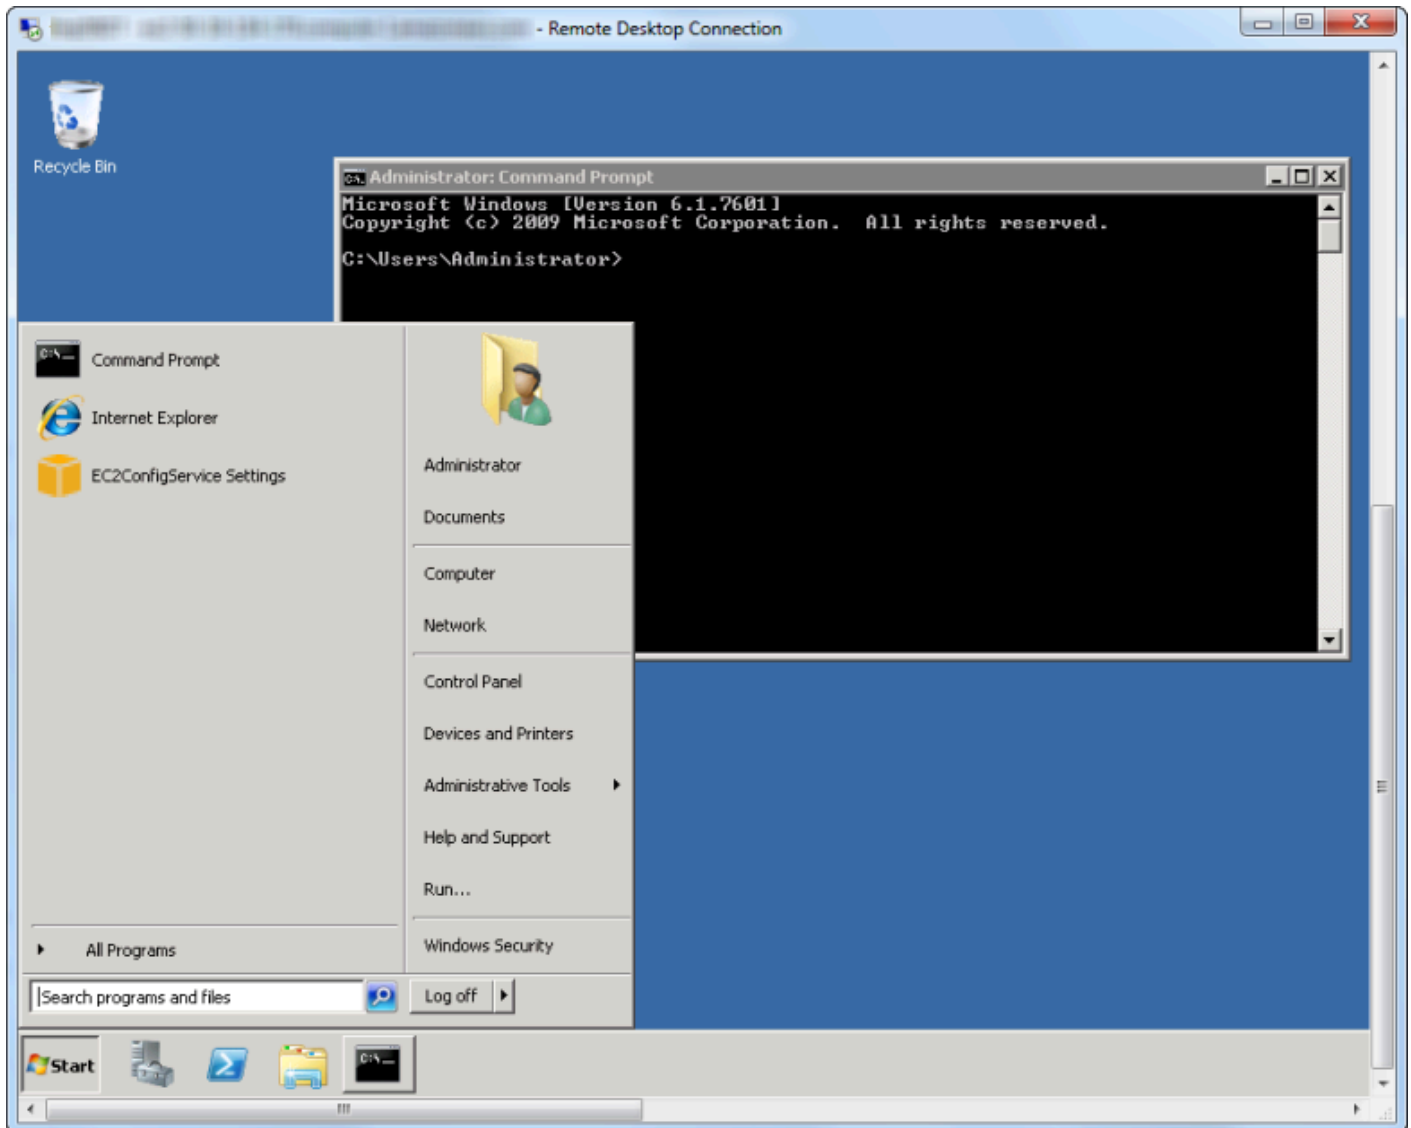 - Remote Desktop Connection
Recycle Bin
Administrator: Command Prompt
Microsoft Windows [Version 6.1.7601]
Copyright (c) 2009 Microsoft Corporation.  All rights reserved.
C:\Users\Administrator>
Command Prompt
Internet Explorer
EC2ConfigService Settings
All Programs
Search programs and files
Administrator
Documents
Computer
Network
Control Panel
Devices and Printers
Administrative Tools
Help and Support
Run...
Windows Security
Log off
Start